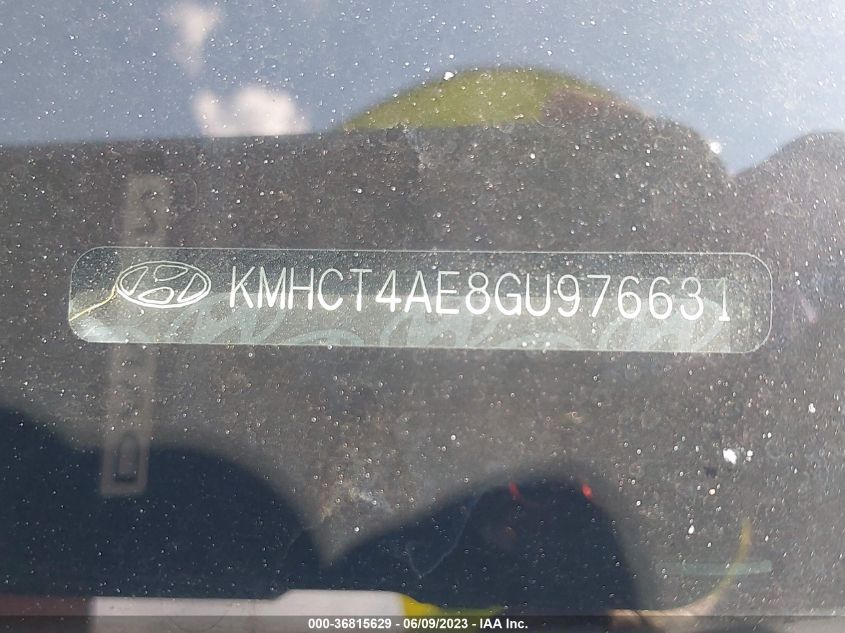 KMHCT4AE8GU976631
000-36815629 - 06/09/2023 - IAA Inc.